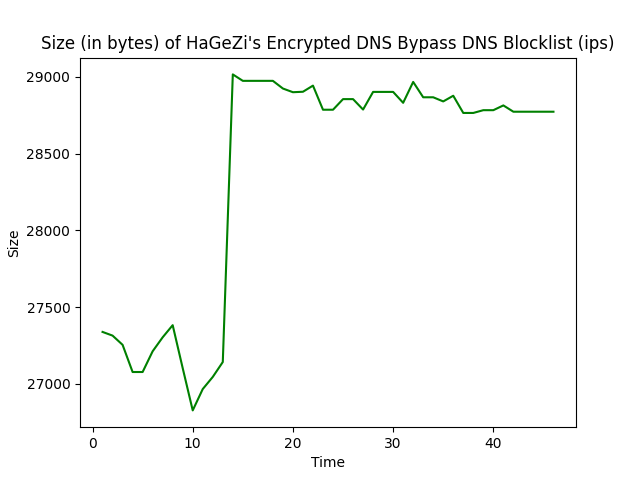 Size (in bytes) of HaGeZi's Encrypted DNS Bypass DNS Blocklist (ips)
29000
28500
28000
27500
27000
Size
0 10 20 30 40
Time